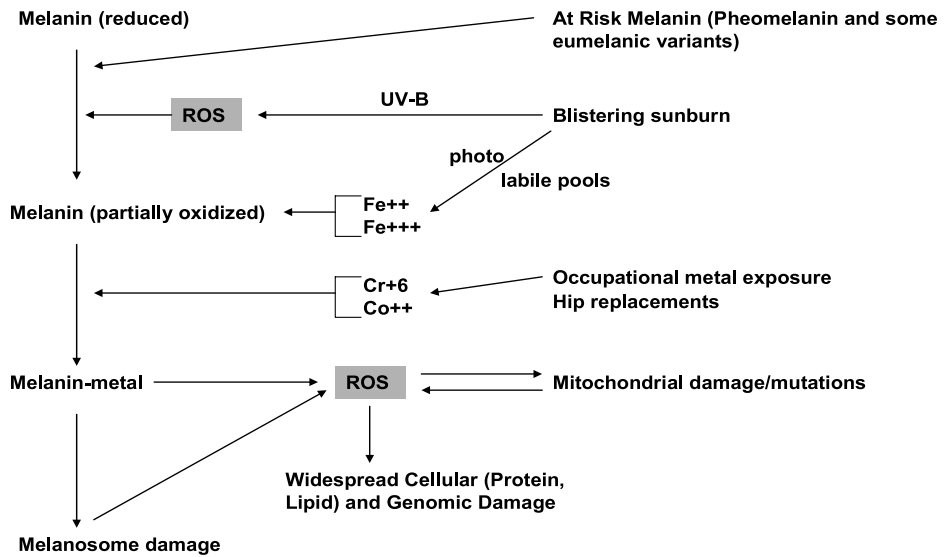 Melanin (reduced)
At Risk Melanin (Pheomelanin and some
eumelanic variants)
UV-B
ROS
Blistering sunburn
photo
labile pools
Melanin (partially oxidized)
Fe++
Fe+++
Cr+6
Co++
Occupational metal exposure
Hip replacements
Melanin-metal
ROS
Mitochondrial damage/mutations
Widespread Cellular (Protein,
Lipid) and Genomic Damage
Melanosome damage